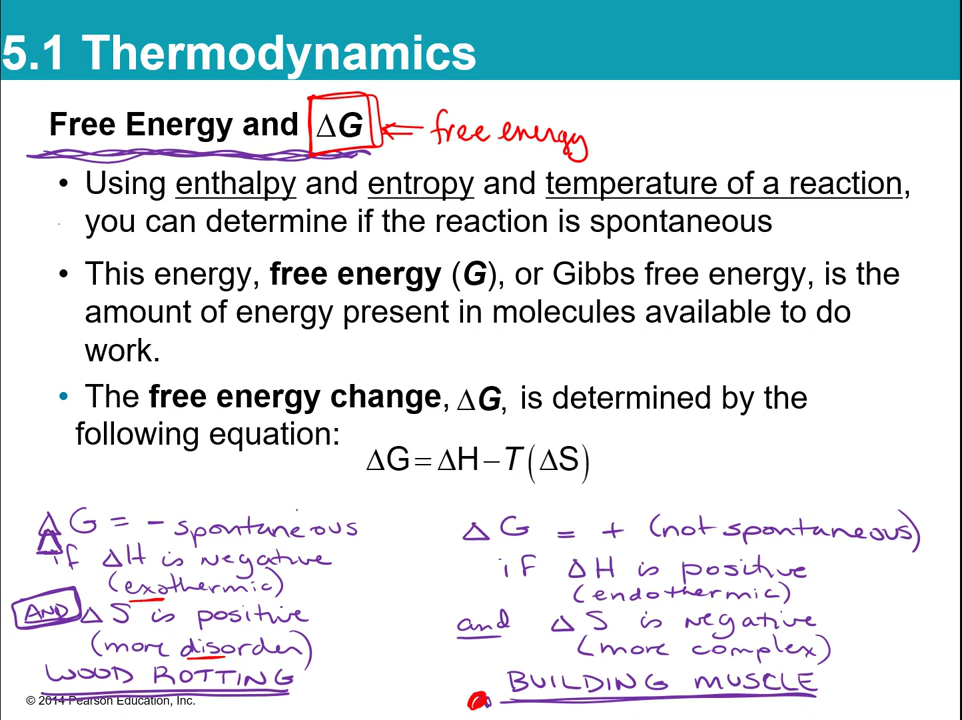 5.1 Thermodynamics
Free Energy and ΔG ← free energy
• Using enthalpy and entropy and temperature of a reaction,
you can determine if the reaction is spontaneous
• This energy, free energy (G), or Gibbs free energy, is the
amount of energy present in molecules available to do
work.
• The free energy change, ΔG, is determined by the
following equation:
ΔG = ΔH − T(ΔS)
ΔG = - spontaneous
if ΔH is negative
(exothermic)
AND ΔS is positive
(more disorder)
WOOD ROTTING
ΔG = + (not spontaneous)
if ΔH is positive
(endothermic)
and ΔS is negative
(more complex)
BUILDING MUSCLE
© 2014 Pearson Education, Inc.